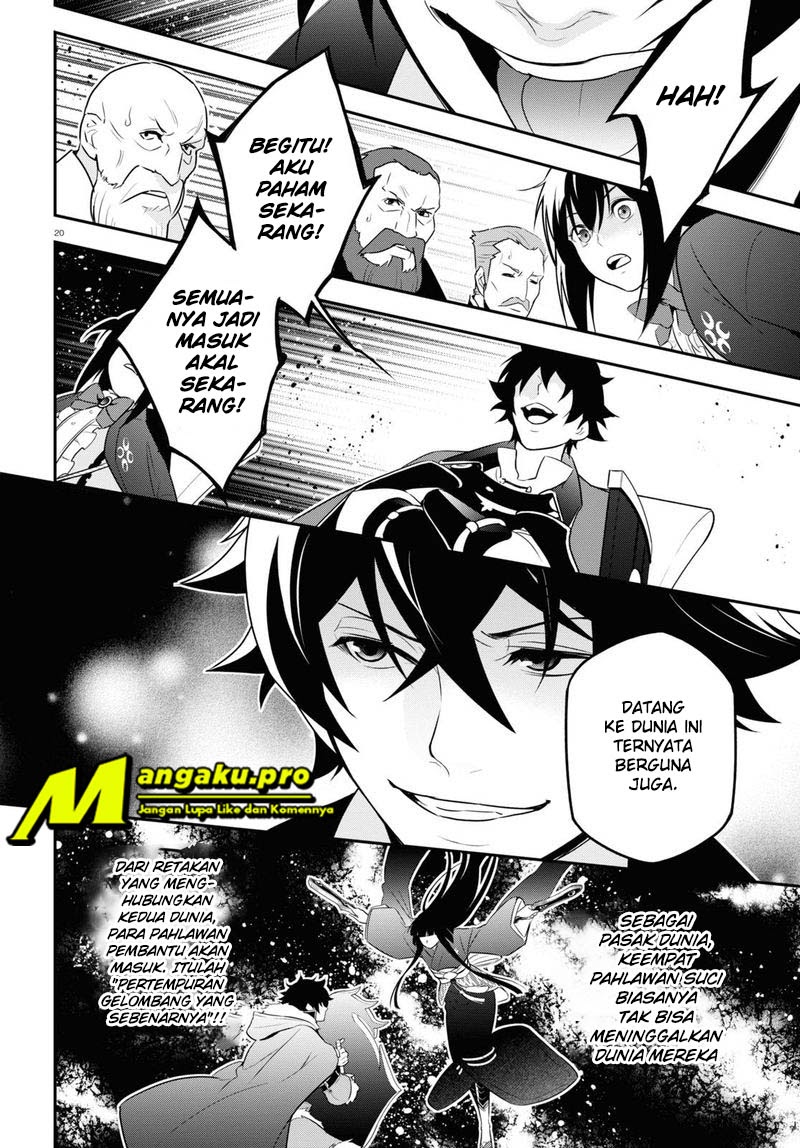 HAH!
BEGITU!
AKU
PAHAM
SEKA-
RANG!
20
SEMUA-
NYA JADI
MASUK
AKAL
SEKA-
RANG!
DATANG
KE DUNIA INI
TERNYATA
BERGUNA
JUGA.
Mangaku.pro
Jangan Lupa Like dan Komennya
SEBAGAI
PASAK DUNIA,
KEEMPAT
PAHLAWAN SUCI
BIASANYA
TAK BISA
MENINGGALKAN
DUNIA MEREKA
DARI RETAKAN
YANG MENG-
HUBUNGKAN
KEDUA DUNIA,
PARA PAHLAWAN
PEMBANTU AKAN
MASUK. ITULAH
"PERTEMPURAN
GELOMBANG YANG
SEBENARNYA"!!